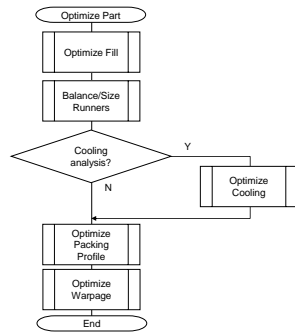 Optimize Part
Optimize Fill
Balance/Size
Runners
Cooling
analysis?
Y
N
Optimize
Cooling
Optimize
Packing
Profile
Optimize
Warpage
End